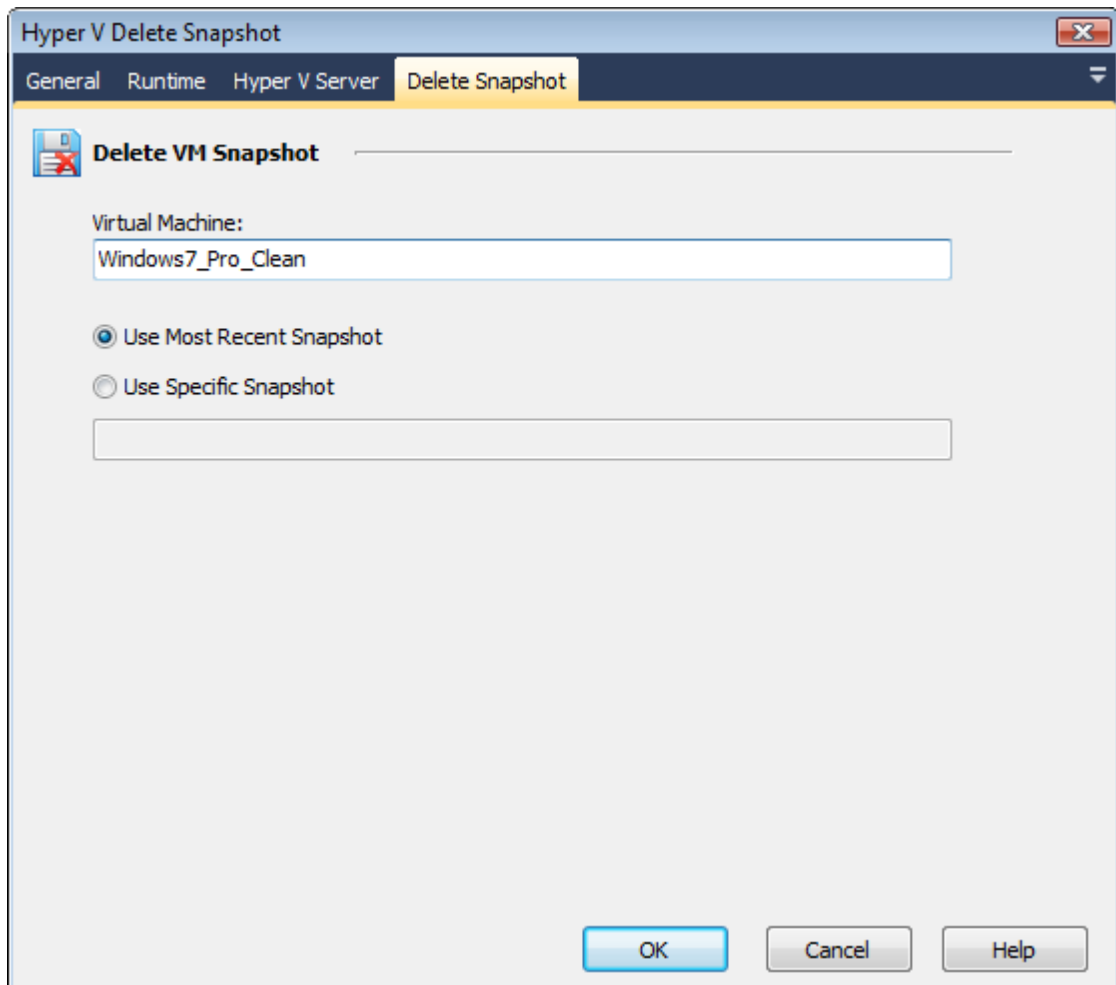 Hyper V Delete Snapshot
General Runtime Hyper V Server Delete Snapshot
Delete VM Snapshot
Virtual Machine:
Windows7_Pro_Clean
Use Most Recent Snapshot
Use Specific Snapshot
OK Cancel Help